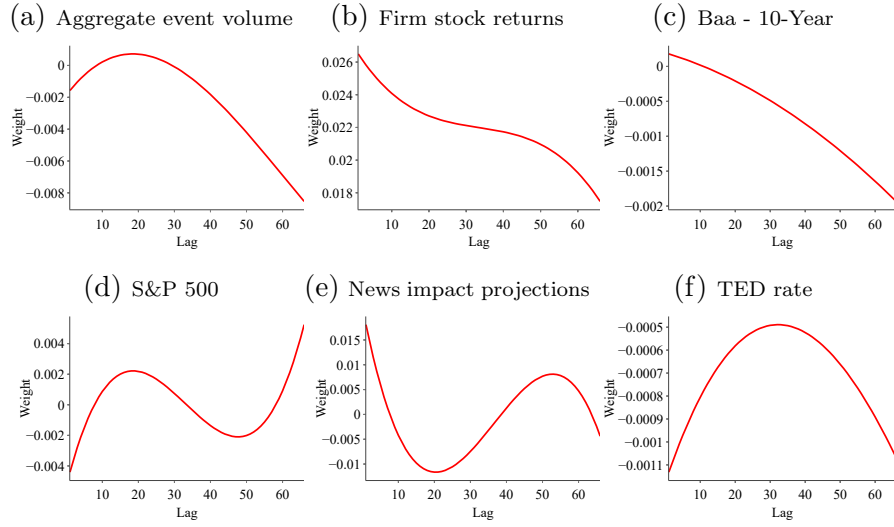 (a) Aggregate event volume
0
−0.002
−0.004
−0.006
−0.008
Weight
10 20 30 40 50 60
Lag
(b) Firm stock returns
0.026
0.024
0.022
0.02
0.018
Weight
10 20 30 40 50 60
Lag
(c) Baa - 10-Year
0
−0.0005
−0.001
−0.0015
−0.002
Weight
10 20 30 40 50 60
Lag
(d) S&P 500
0.004
0.002
0
−0.002
−0.004
Weight
10 20 30 40 50 60
Lag
(e) News impact projections
0.015
0.01
0.005
0
−0.005
−0.01
Weight
10 20 30 40 50 60
Lag
(f) TED rate
−0.0005
−0.0006
−0.0007
−0.0008
−0.0009
−0.001
−0.0011
Weight
10 20 30 40 50 60
Lag